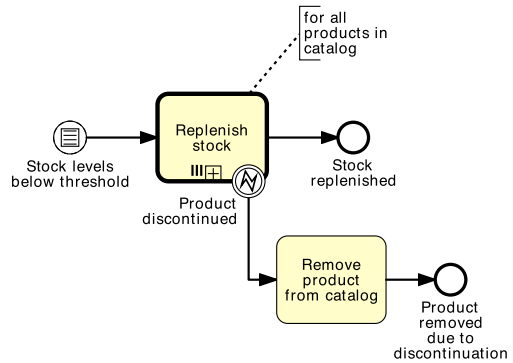 for all
products in
catalog
Replenish
stock
Stock levels
below threshold
Stock
replenished
Product
discontinued
Remove
product
from catalog
Product
removed
due to
discontinuation